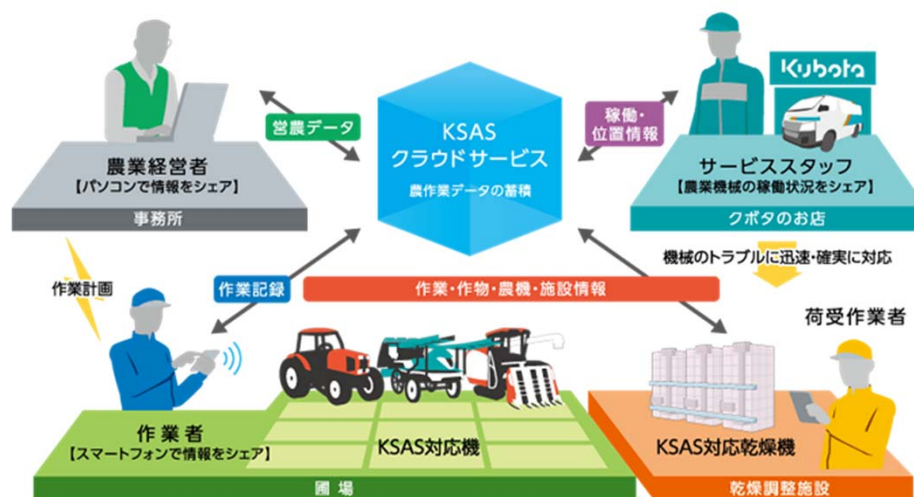 KSAS
クラウドサービス
農作業データの蓄積
営農データ
稼働・
位置情報
Kubota
農業経営者
【パソコンで情報をシェア】
事務所
サービススタッフ
【農業機械の稼働状況をシェア】
クボタのお店
機械のトラブルに迅速・確実に対応
作業計画
作業記録
作業・作物・農機・施設情報
荷受作業者
作業者
【スマートフォンで情報をシェア】
KSAS対応機
KSAS対応乾燥機
圃場
乾燥調整施設